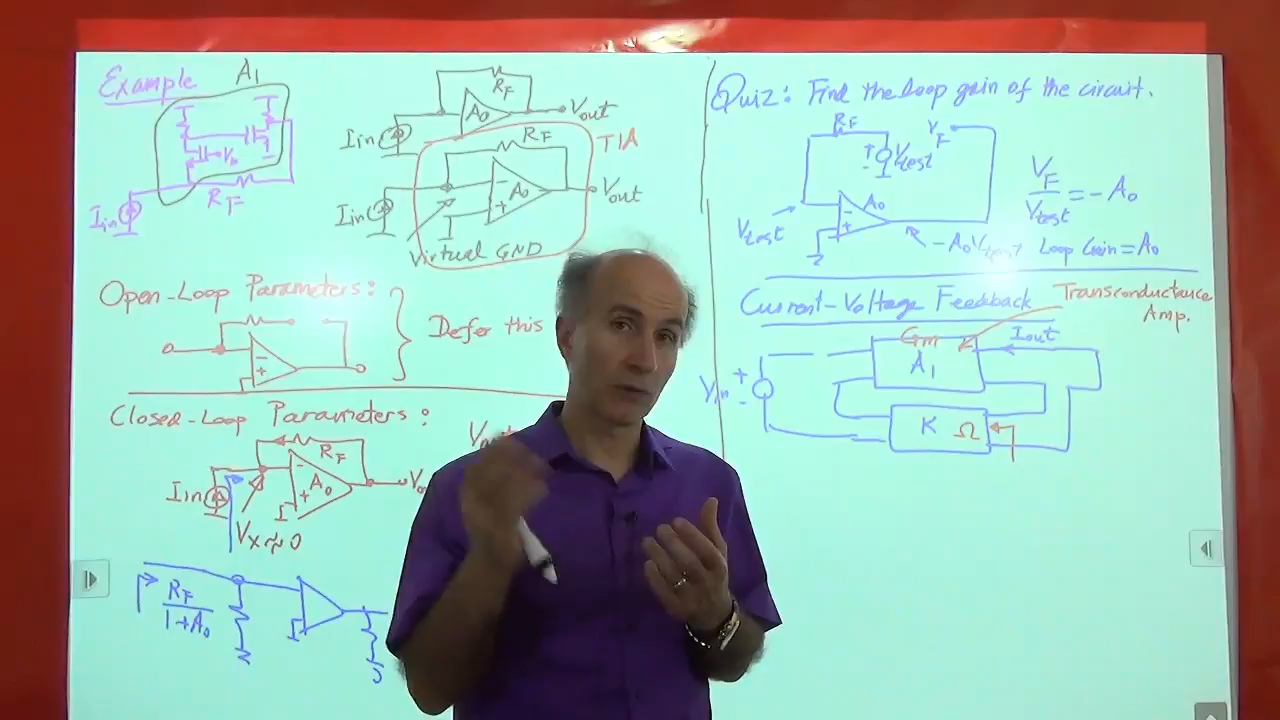 Example
A1
RF
Iin
RF
A0
Vout
Iin
TIA
RF
A0
Vout
Iin
Virtual GND
Open-Loop Parameters:
Defer this
Closed-Loop Parameters:
RF
A0
Iin
Vx ≈ 0
RF
1+A0
Quiz: Find the loop gain of the circuit.
RF
VF
Vtest
A0
Vtest
VF
Vtest
= -A0
-A0Vtest
Loop Gain = A0
Current-Voltage Feedback
Transconductance
Amp.
Gm
Iout
A1
Vin
K Ω